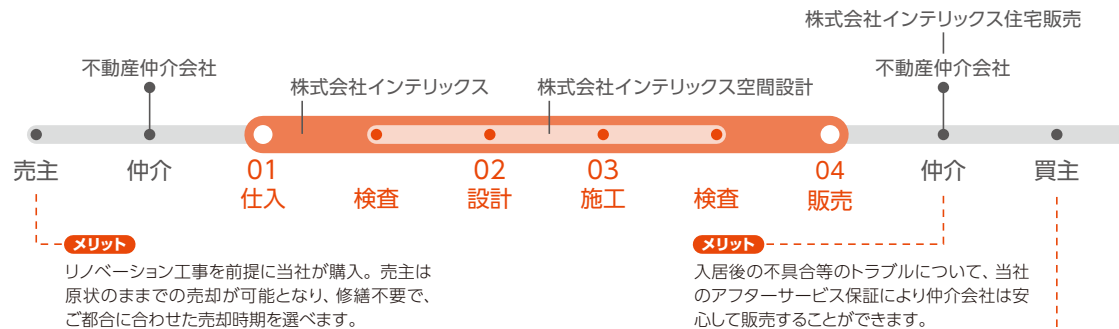 株式会社インテリックス住宅販売
不動産仲介会社
不動産仲介会社
株式会社インテリックス
株式会社インテリックス空間設計
売主
仲介
01
仕入
検査
02
設計
03
施工
検査
04
販売
仲介
買主
メリット
リノベーション工事を前提に当社が購入。売主は
原状のままでの売却が可能となり、修繕不要で、
ご都合に合わせた売却時期を選べます。
メリット
入居後の不具合等のトラブルについて、当社
のアフターサービス保証により仲介会社は安
心して販売することができます。